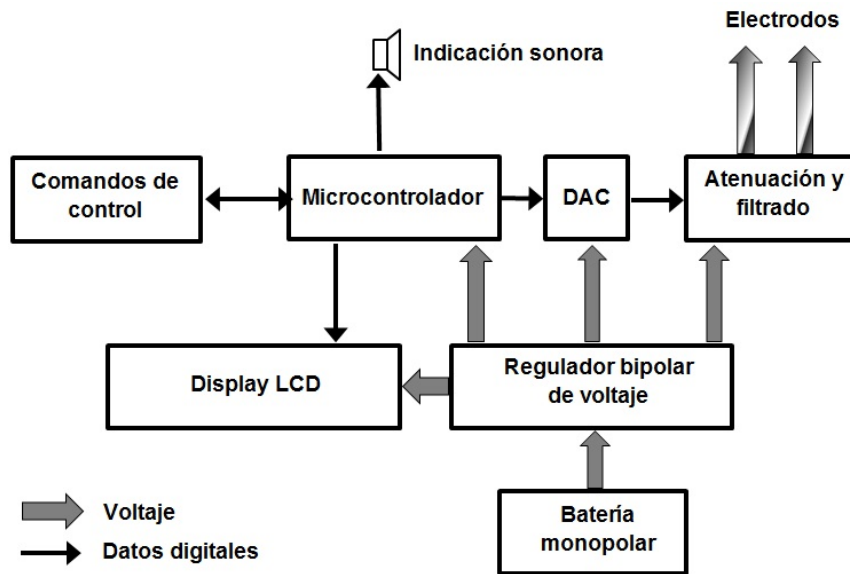 Electrodos
Indicación sonora
Comandos de
control
Microcontrolador
DAC
Atenuación y
filtrado
Display LCD
Regulador bipolar
de voltaje
Batería
monopolar
Voltaje
Datos digitales